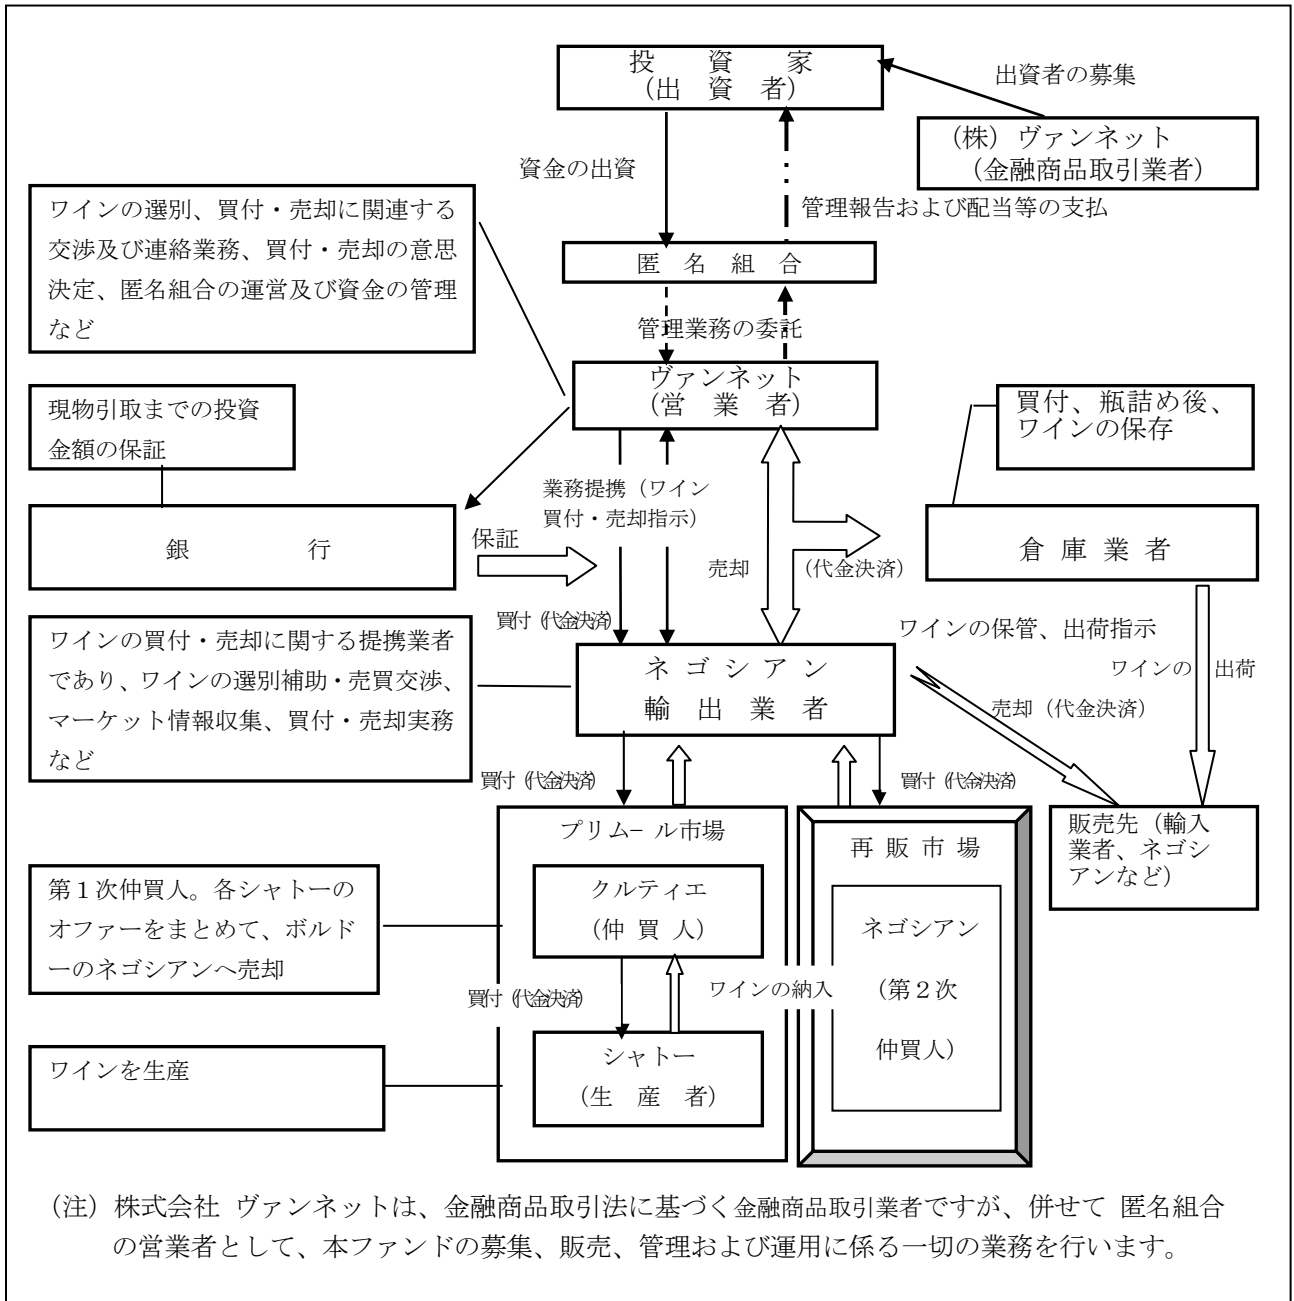 投資家
（出資者）
出資者の募集
（株）ヴァンネット
（金融商品取引業者）
資金の出資
管理報告および配当等の支払
ワインの選別、買付・売却に関連する
交渉及び連絡業務、買付・売却の意思
決定、匿名組合の運営及び資金の管理
など
匿名組合
管理業務の委託
ヴァンネット
（営業者）
現物引取までの投資
金額の保証
買付、瓶詰め後、
ワインの保存
業務提携（ワイン
買付・売却指示）
銀行
保証
売却
（代金決済）
倉庫業者
買付（代金決済）
ワインの買付・売却に関する提携業者
であり、ワインの選別補助・売買交渉、
マーケット情報収集、買付・売却実務
など
ネゴシアン
輸出業者
ワインの保管、出荷指示
ワインの 出荷
売却（代金決済）
買付（代金決済）
買付（代金決済）
プリム－ル市場
再販市場
販売先（輸入
業者、ネゴシ
アンなど）
第１次仲買人。各シャトーの
オファーをまとめて、ボルド
ーのネゴシアンへ売却
クルティエ
（仲買人）
ネゴシアン
（第２次
仲買人）
買付（代金決済）
ワインの納入
ワインを生産
シャトー
（生産者）
（注）株式会社 ヴァンネットは、金融商品取引法に基づく金融商品取引業者ですが、併せて 匿名組合
の営業者として、本ファンドの募集、販売、管理および運用に係る一切の業務を行います。